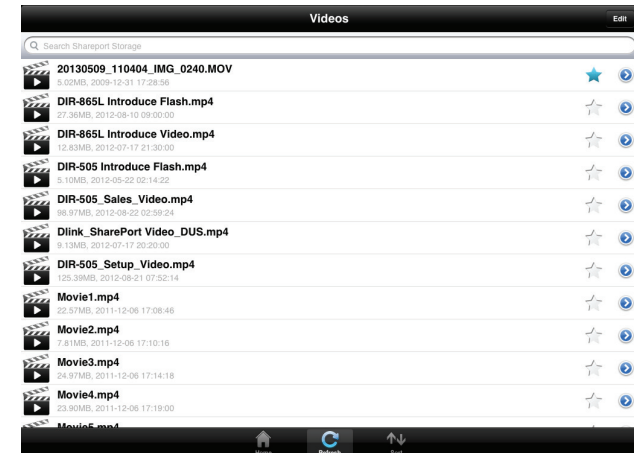 Videos
Edit
Search Shareport Storage
20130509_110404_IMG_0240.MOV
5.02MB, 2009-12-31 17:28:56
DIR-865L Introduce Flash.mp4
27.36MB, 2012-08-10 09:00:00
DIR-865L Introduce Video.mp4
12.83MB, 2012-07-17 21:30:00
DIR-505 Introduce Flash.mp4
5.10MB, 2012-05-22 02:14:22
DIR-505_Sales_Video.mp4
98.97MB, 2012-08-22 02:59:24
Dlink_SharePort Video_DUS.mp4
9.13MB, 2012-07-17 20:20:00
DIR-505_Setup_Video.mp4
125.39MB, 2012-08-21 07:52:14
Movie1.mp4
22.57MB, 2011-12-06 17:08:46
Movie2.mp4
7.81MB, 2011-12-06 17:10:16
Movie3.mp4
24.97MB, 2011-12-06 17:14:18
Movie4.mp4
23.90MB, 2011-12-06 17:19:00
Movie5.mp4
Home
Refresh
Sort